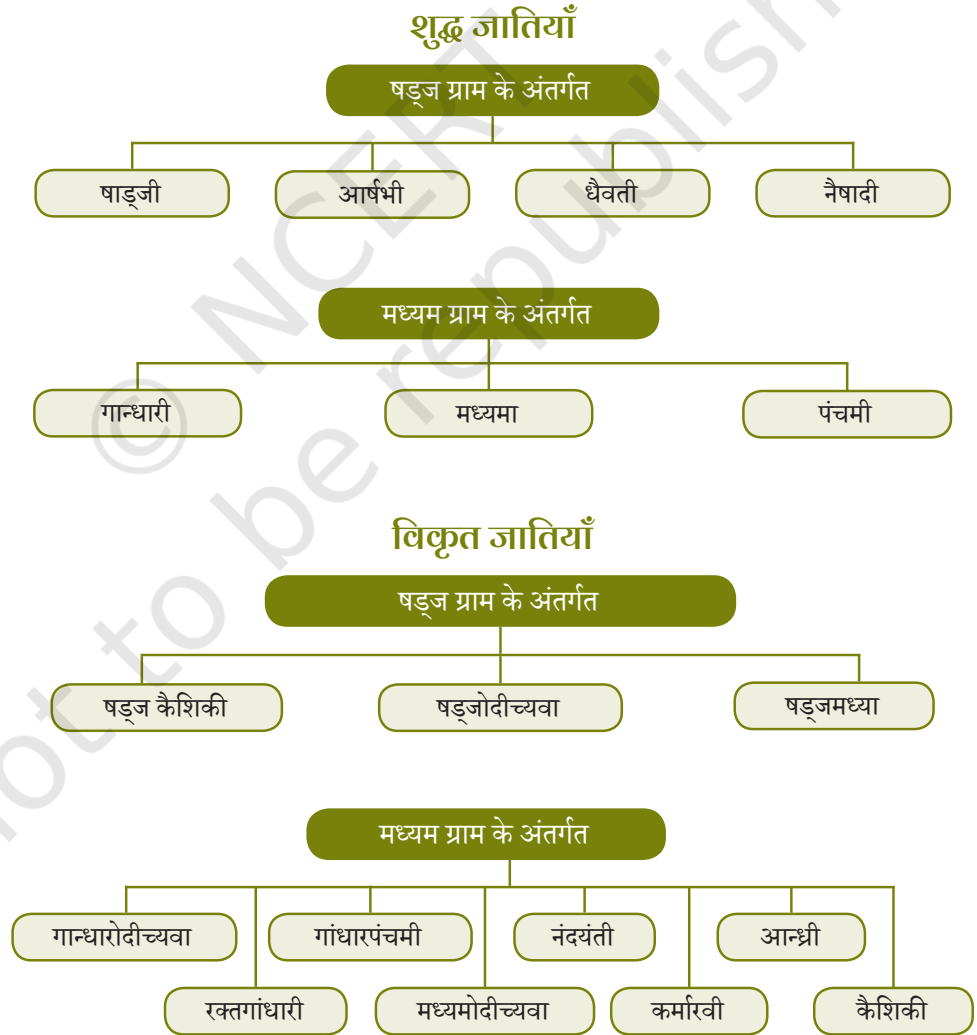 शुद्ध जातियाँ
षड्ज ग्राम के अंतर्गत
षाड्जी
आर्षभी
धैवती
नैषादी
मध्यम ग्राम के अंतर्गत
गान्धारी
मध्यमा
पंचमी
विकृत जातियाँ
षड्ज ग्राम के अंतर्गत
षड्ज कैशिकी
षड्जोदीच्यवा
षड्जमध्या
मध्यम ग्राम के अंतर्गत
गान्धारोदीच्यवा
गांधारपंचमी
नंदयंती
आन्ध्री
रक्तगांधारी
मध्यमोदीच्यवा
कर्मारवी
कैशिकी
© NCERT
not to be republish